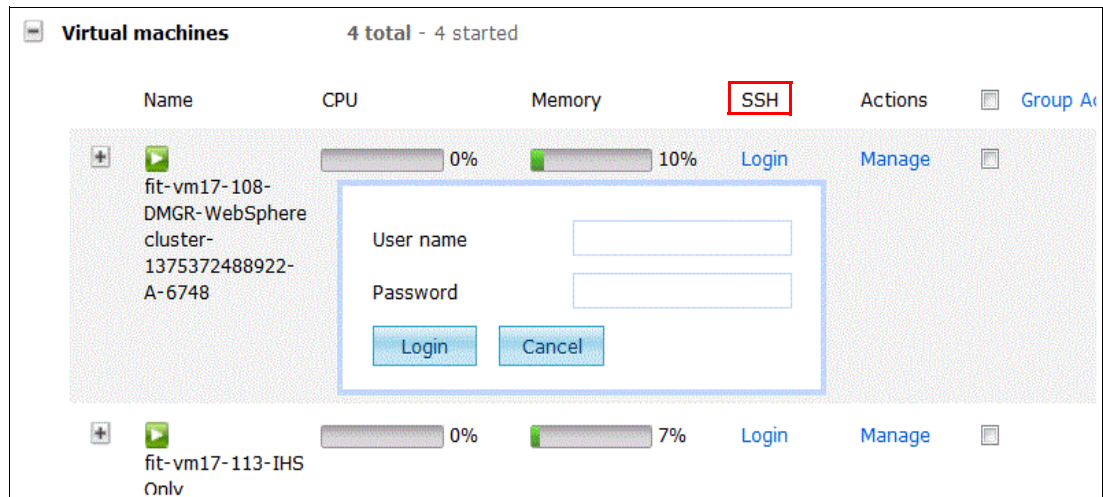 Virtual machines 4 total - 4 started
Name CPU Memory SSH Actions Group
0% 10% Login Manage
fit-vm17-108-
DMGR-WebSphere
cluster-
1375372488922-
A-6748
User name
Password
Login Cancel
0% 7% Login Manage
fit-vm17-113-IHS
Only